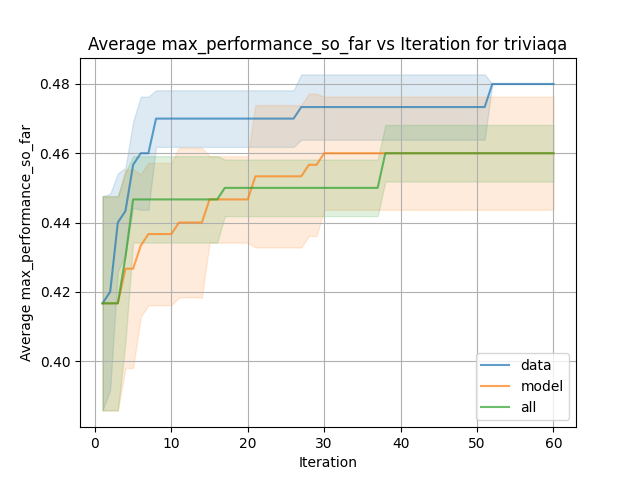 Average max_performance_so_far vs Iteration for triviaqa
Average max_performance_so_far
0.48
0.46
0.44
0.42
0.40
0 10 20 30 40 50 60
Iteration
data
model
all